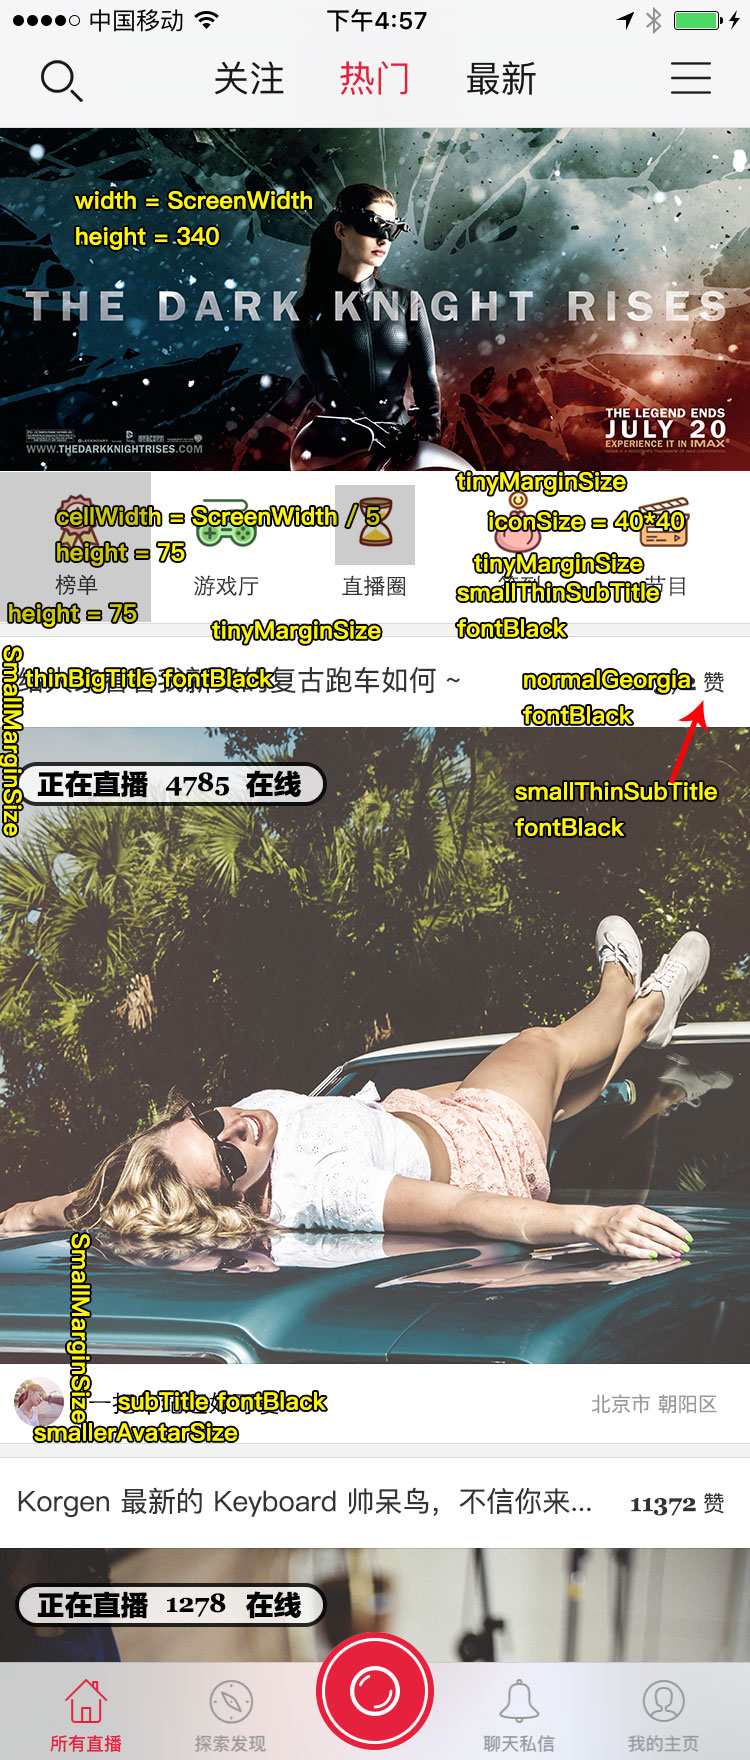 中国移动 下午4:57
关注 热门 最新
width = ScreenWidth
height = 340
THE DARK KNIGHT RISES
THE LEGEND ENDS
JULY 20
EXPERIENCE IT IN IMAX
WWW.THEDARKKNIGHTRISES.COM
tinyMarginSize
cellWidth = ScreenWidth / 5
iconSize = 40*40
height = 75
tinyMarginSize
榜单 游戏厅 直播圈 节目
smallThinSubTitle
height = 75
fontBlack
tinyMarginSize
thinBigTitle fontBlack
复古跑车如何 ~
normalGeorgia
赞
fontBlack
SmallMarginSize
正在直播 4785 在线
smallThinSubTitle
fontBlack
SmallMarginSize
subTitle fontBlack
北京市 朝阳区
smallerAvatarSize
Korgen 最新的 Keyboard 帅呆鸟，不信你来...
11372 赞
正在直播 1278 在线
所有直播 探索发现 聊天私信 我的主页